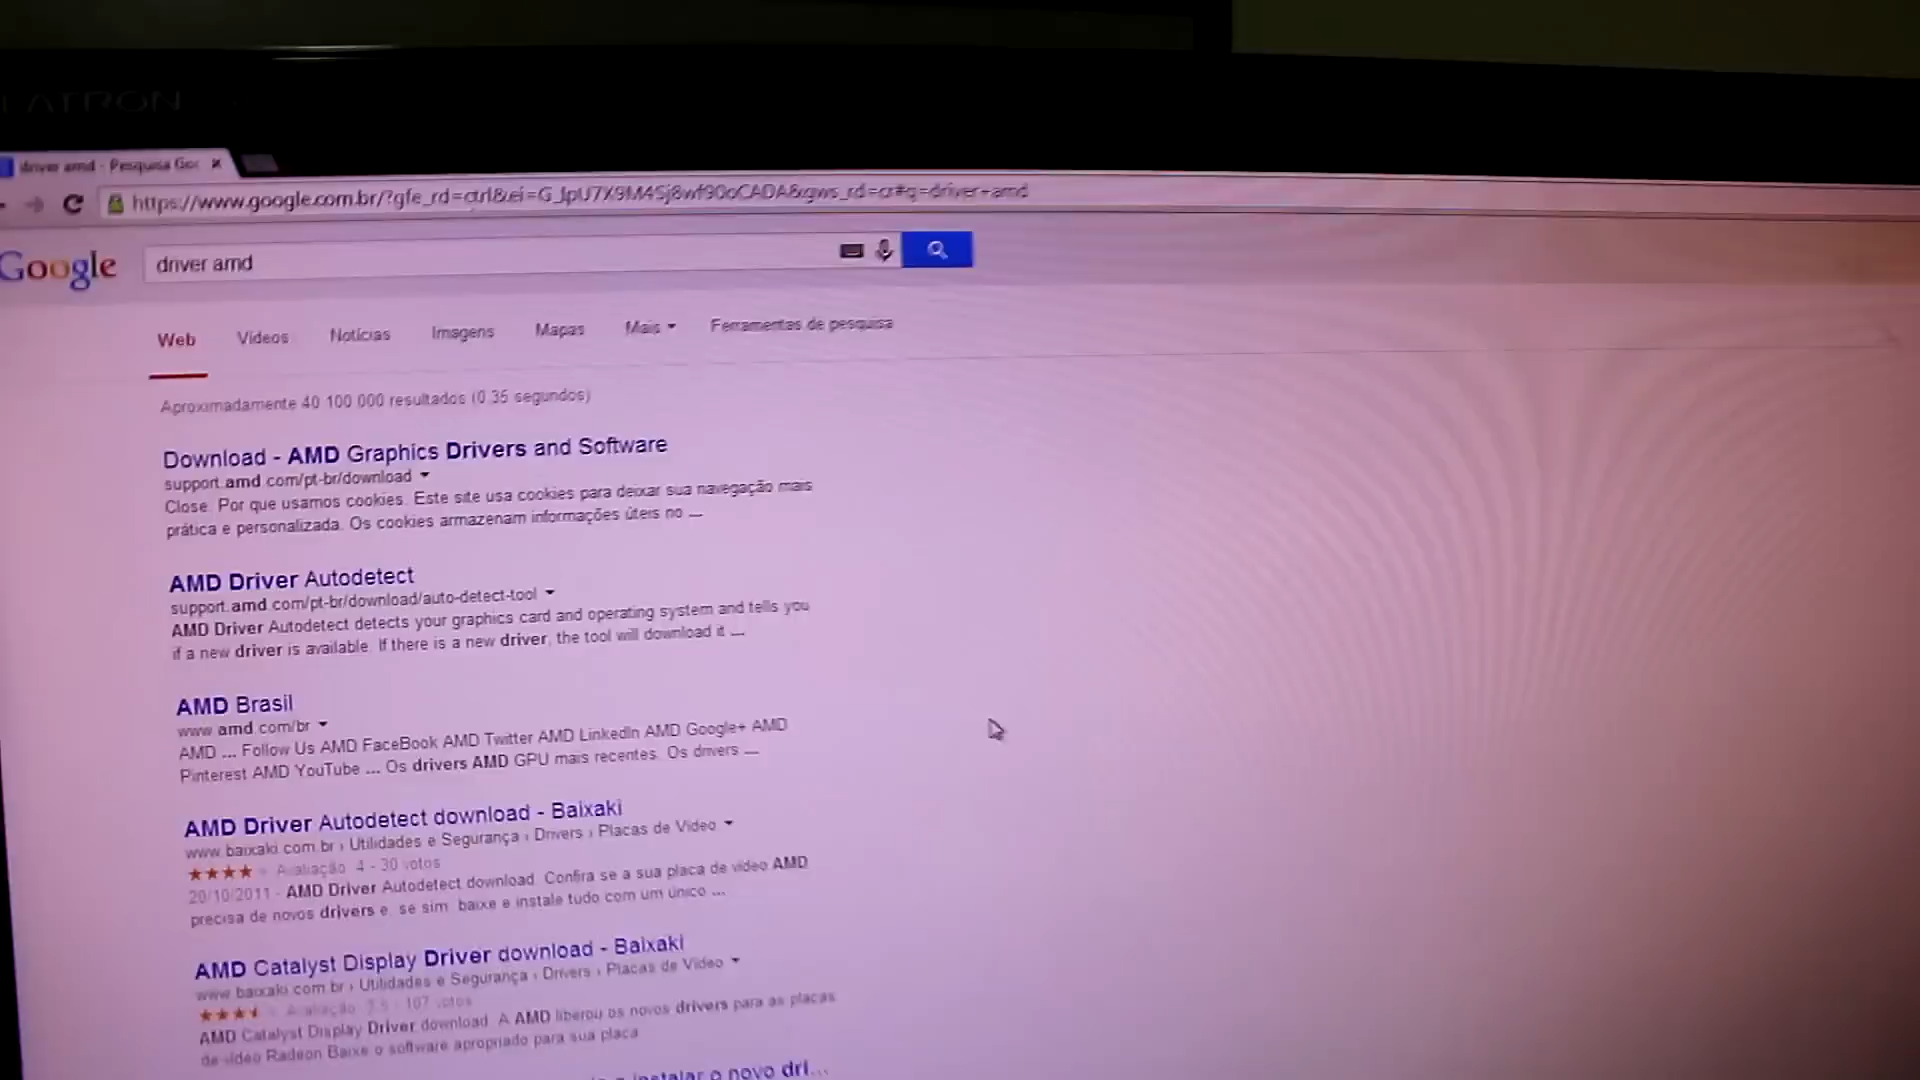 driver amd - Pesquisa Goo
https://www.google.com.br/?gfe_rd=ctrl&ei=G_JpU7X9M4Sj8wf90oCADA&gws_rd=cr#q=driver+amd
Google
driver amd
Web Vídeos Notícias Imagens Mapas Mais Ferramentas de pesquisa
Aproximadamente 40.100.000 resultados (0,35 segundos)
Download - AMD Graphics Drivers and Software
support.amd.com/pt-br/download
Close. Por que usamos cookies. Este site usa cookies para deixar sua navegação mais
prática e personalizada. Os cookies armazenam informações úteis no ...
AMD Driver Autodetect
support.amd.com/pt-br/download/auto-detect-tool
AMD Driver Autodetect detects your graphics card and operating system and tells you
if a new driver is available. If there is a new driver, the tool will download it ...
AMD Brasil
www.amd.com/br
AMD ... Follow Us AMD FaceBook AMD Twitter AMD LinkedIn AMD Google+ AMD
Pinterest AMD YouTube ... Os drivers AMD GPU mais recentes. Os drivers ...
AMD Driver Autodetect download - Baixaki
www.baixaki.com.br › Utilidades e Segurança › Drivers › Placas de Vídeo
Avaliação: 4 - 30 votos
20/10/2011 - AMD Driver Autodetect download. Confira se a sua placa de vídeo AMD
precisa de novos drivers e, se sim, baixe e instale tudo com um único ...
AMD Catalyst Display Driver download - Baixaki
www.baixaki.com.br › Utilidades e Segurança › Drivers › Placas de Vídeo
Avaliação: 3,5 - 107 votos
AMD Catalyst Display Driver download. A AMD liberou os novos drivers para as placas
de vídeo Radeon Baixe o software apropriado para sua placa
instalar o novo dri...